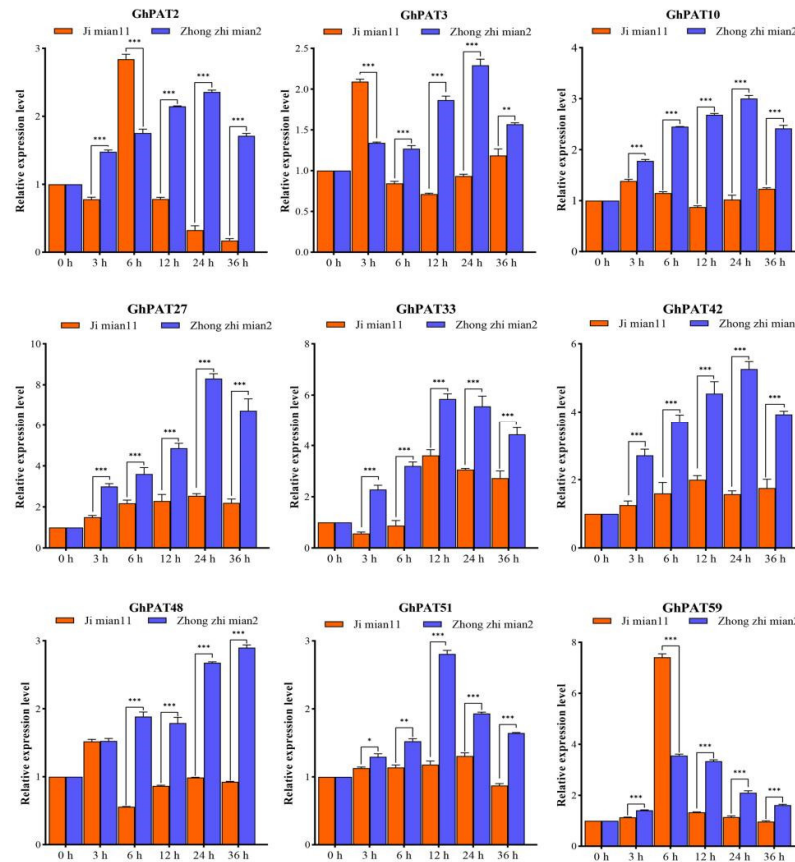 GhPAT2
Ji mian11 Zhong zhi mian2
Relative expression level
3
2
1
0
*** *** *** *** ***
0 h 3 h 6 h 12 h 24 h 36 h
GhPAT3
Ji mian11 Zhong zhi mian2
Relative expression level
2.5
2.0
1.5
1.0
0.5
0.0
*** *** *** *** **
0 h 3 h 6 h 12 h 24 h 36 h
GhPAT10
Ji mian11 Zhong zhi mian2
Relative expression level
4
3
2
1
0
*** *** *** *** ***
0 h 3 h 6 h 12 h 24 h 36 h
GhPAT27
Ji mian11 Zhong zhi mian2
Relative expression level
10
8
6
4
2
0
*** *** *** *** ***
0 h 3 h 6 h 12 h 24 h 36 h
GhPAT33
Ji mian11 Zhong zhi mian2
Relative expression level
8
6
4
2
0
*** *** *** *** ***
0 h 3 h 6 h 12 h 24 h 36 h
GhPAT42
Ji mian11 Zhong zhi mian
Relative expression level
6
4
2
0
*** *** *** *** ***
0 h 3 h 6 h 12 h 24 h 36 h
GhPAT48
Ji mian11 Zhong zhi mian2
Relative expression level
3
2
1
0
*** *** *** ***
0 h 3 h 6 h 12 h 24 h 36 h
GhPAT51
Ji mian11 Zhong zhi mian2
Relative expression level
3
2
1
0
* ** *** *** ***
0 h 3 h 6 h 12 h 24 h 36 h
GhPAT59
Ji mian11 Zhong zhi mian2
Relative expression level
8
6
4
2
0
*** *** *** *** ***
0 h 3 h 6 h 12 h 24 h 36 h